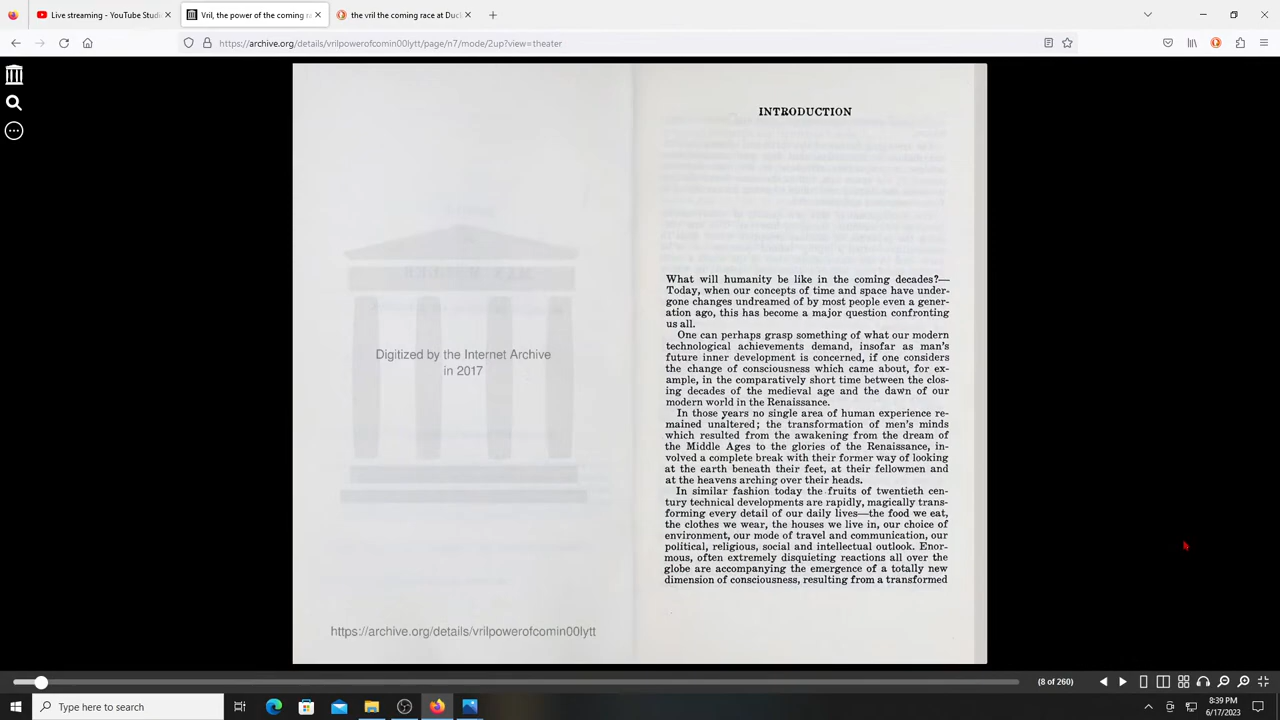 Live streaming - YouTube Studi
Vril, the power of the coming ra
the vril the coming race at Duck
https://archive.org/details/vrilpowerofcomin00lytt/page/n7/mode/2up?view=theater
Digitized by the Internet Archive
in 2017
https://archive.org/details/vrilpowerofcomin00lytt
INTRODUCTION
What will humanity be like in the coming decades?—
Today, when our concepts of time and space have under-
gone changes undreamed of by most people even a gener-
ation ago, this has become a major question confronting
us all.
One can perhaps grasp something of what our modern
technological achievements demand, insofar as man's
future inner development is concerned, if one considers
the change of consciousness which came about, for ex-
ample, in the comparatively short time between the clos-
ing decades of the medieval age and the dawn of our
modern world in the Renaissance.
In those years no single area of human experience re-
mained unaltered; the transformation of men's minds
which resulted from the awakening from the dream of
the Middle Ages to the glories of the Renaissance, in-
volved a complete break with their former way of looking
at the earth beneath their feet, at their fellowmen and
at the heavens arching over their heads.
In similar fashion today the fruits of twentieth cen-
tury technical developments are rapidly, magically trans-
forming every detail of our daily lives—the food we eat,
the clothes we wear, the houses we live in, our choice of
environment, our mode of travel and communication, our
political, religious, social and intellectual outlook. Enor-
mous, often extremely disquieting reactions all over the
globe are accompanying the emergence of a totally new
dimension of consciousness, resulting from a transformed
(8 of 260)
Type here to search
8:39 PM
6/17/2023